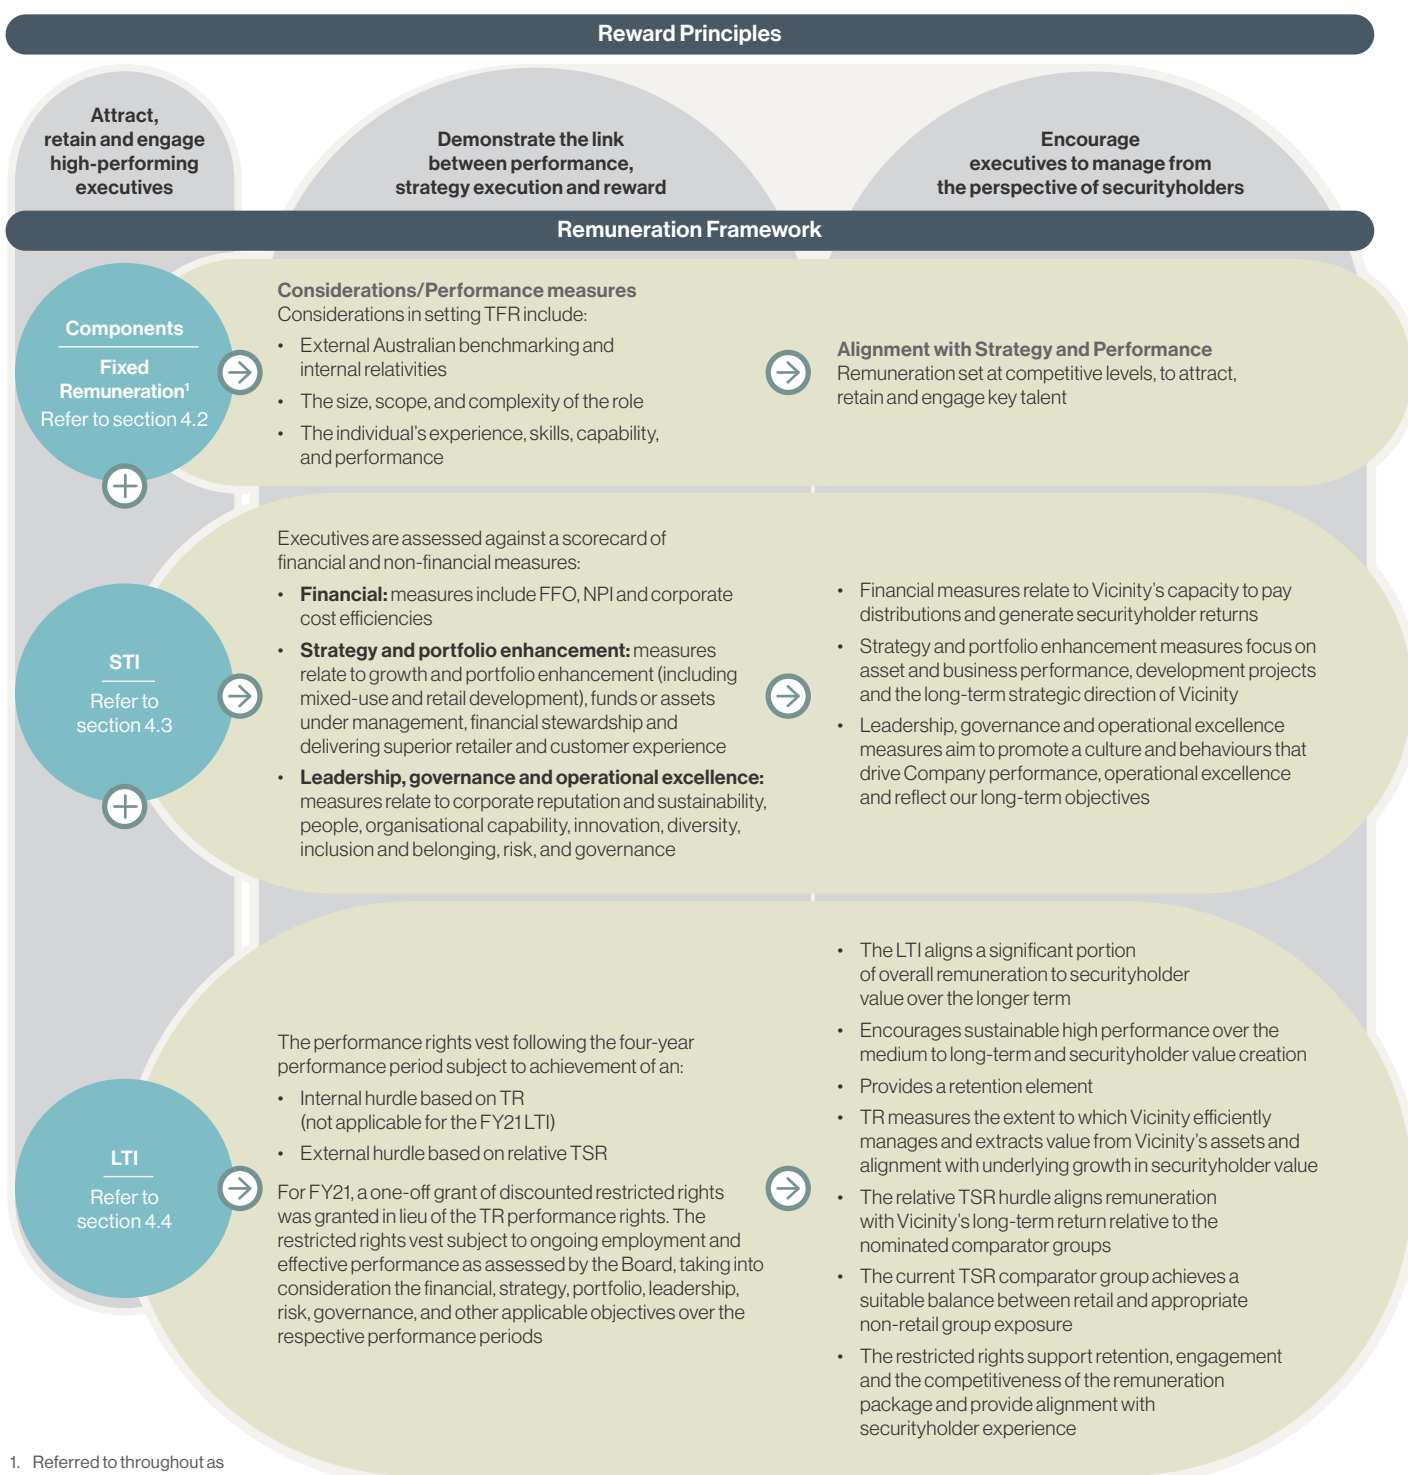 Reward Principles
Attract,
retain and engage
high-performing
executives
Demonstrate the link
between performance,
strategy execution and reward
Encourage
executives to manage from
the perspective of securityholders
Remuneration Framework
Components
Fixed
Remuneration¹
Refer to section 4.2
Considerations/Performance measures
Considerations in setting TFR include:
• External Australian benchmarking and
internal relativities
• The size, scope, and complexity of the role
• The individual's experience, skills, capability,
and performance
Alignment with Strategy and Performance
Remuneration set at competitive levels, to attract,
retain and engage key talent
STI
Refer to
section 4.3
Executives are assessed against a scorecard of
financial and non-financial measures:
• Financial: measures include FFO, NPI and corporate
cost efficiencies
• Strategy and portfolio enhancement: measures
relate to growth and portfolio enhancement (including
mixed-use and retail development), funds or assets
under management, financial stewardship and
delivering superior retailer and customer experience
• Leadership, governance and operational excellence:
measures relate to corporate reputation and sustainability,
people, organisational capability, innovation, diversity,
inclusion and belonging, risk, and governance
• Financial measures relate to Vicinity's capacity to pay
distributions and generate securityholder returns
• Strategy and portfolio enhancement measures focus on
asset and business performance, development projects
and the long-term strategic direction of Vicinity
• Leadership, governance and operational excellence
measures aim to promote a culture and behaviours that
drive Company performance, operational excellence
and reflect our long-term objectives
LTI
Refer to
section 4.4
The performance rights vest following the four-year
performance period subject to achievement of an:
• Internal hurdle based on TR
(not applicable for the FY21 LTI)
• External hurdle based on relative TSR
For FY21, a one-off grant of discounted restricted rights
was granted in lieu of the TR performance rights. The
restricted rights vest subject to ongoing employment and
effective performance as assessed by the Board, taking into
consideration the financial, strategy, portfolio, leadership,
risk, governance, and other applicable objectives over the
respective performance periods
• The LTI aligns a significant portion
of overall remuneration to securityholder
value over the longer term
• Encourages sustainable high performance over the
medium to long-term and securityholder value creation
• Provides a retention element
• TR measures the extent to which Vicinity efficiently
manages and extracts value from Vicinity's assets and
alignment with underlying growth in securityholder value
• The relative TSR hurdle aligns remuneration
with Vicinity's long-term return relative to the
nominated comparator groups
• The current TSR comparator group achieves a
suitable balance between retail and appropriate
non-retail group exposure
• The restricted rights support retention, engagement
and the competitiveness of the remuneration
package and provide alignment with
securityholder experience
1. Referred to throughout as